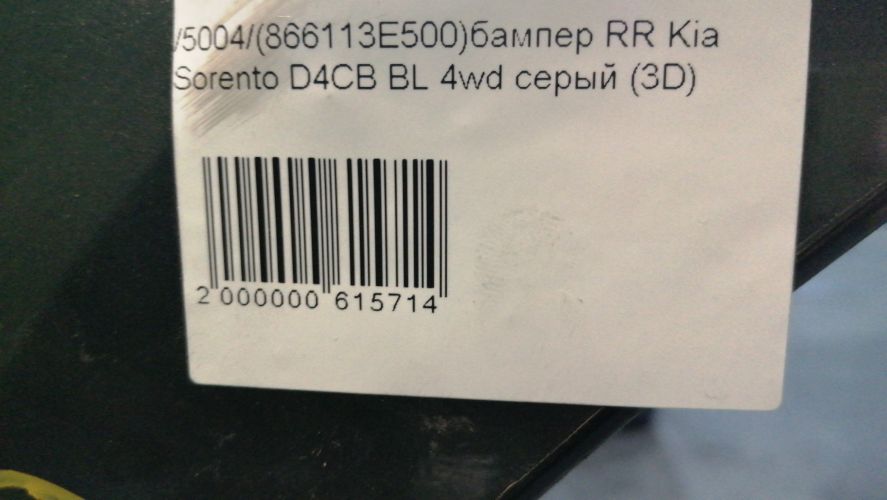 /5004/(866113E500)бампер RR Kia
Sorento D4CB BL 4wd серый (3D)
2 000000 615714